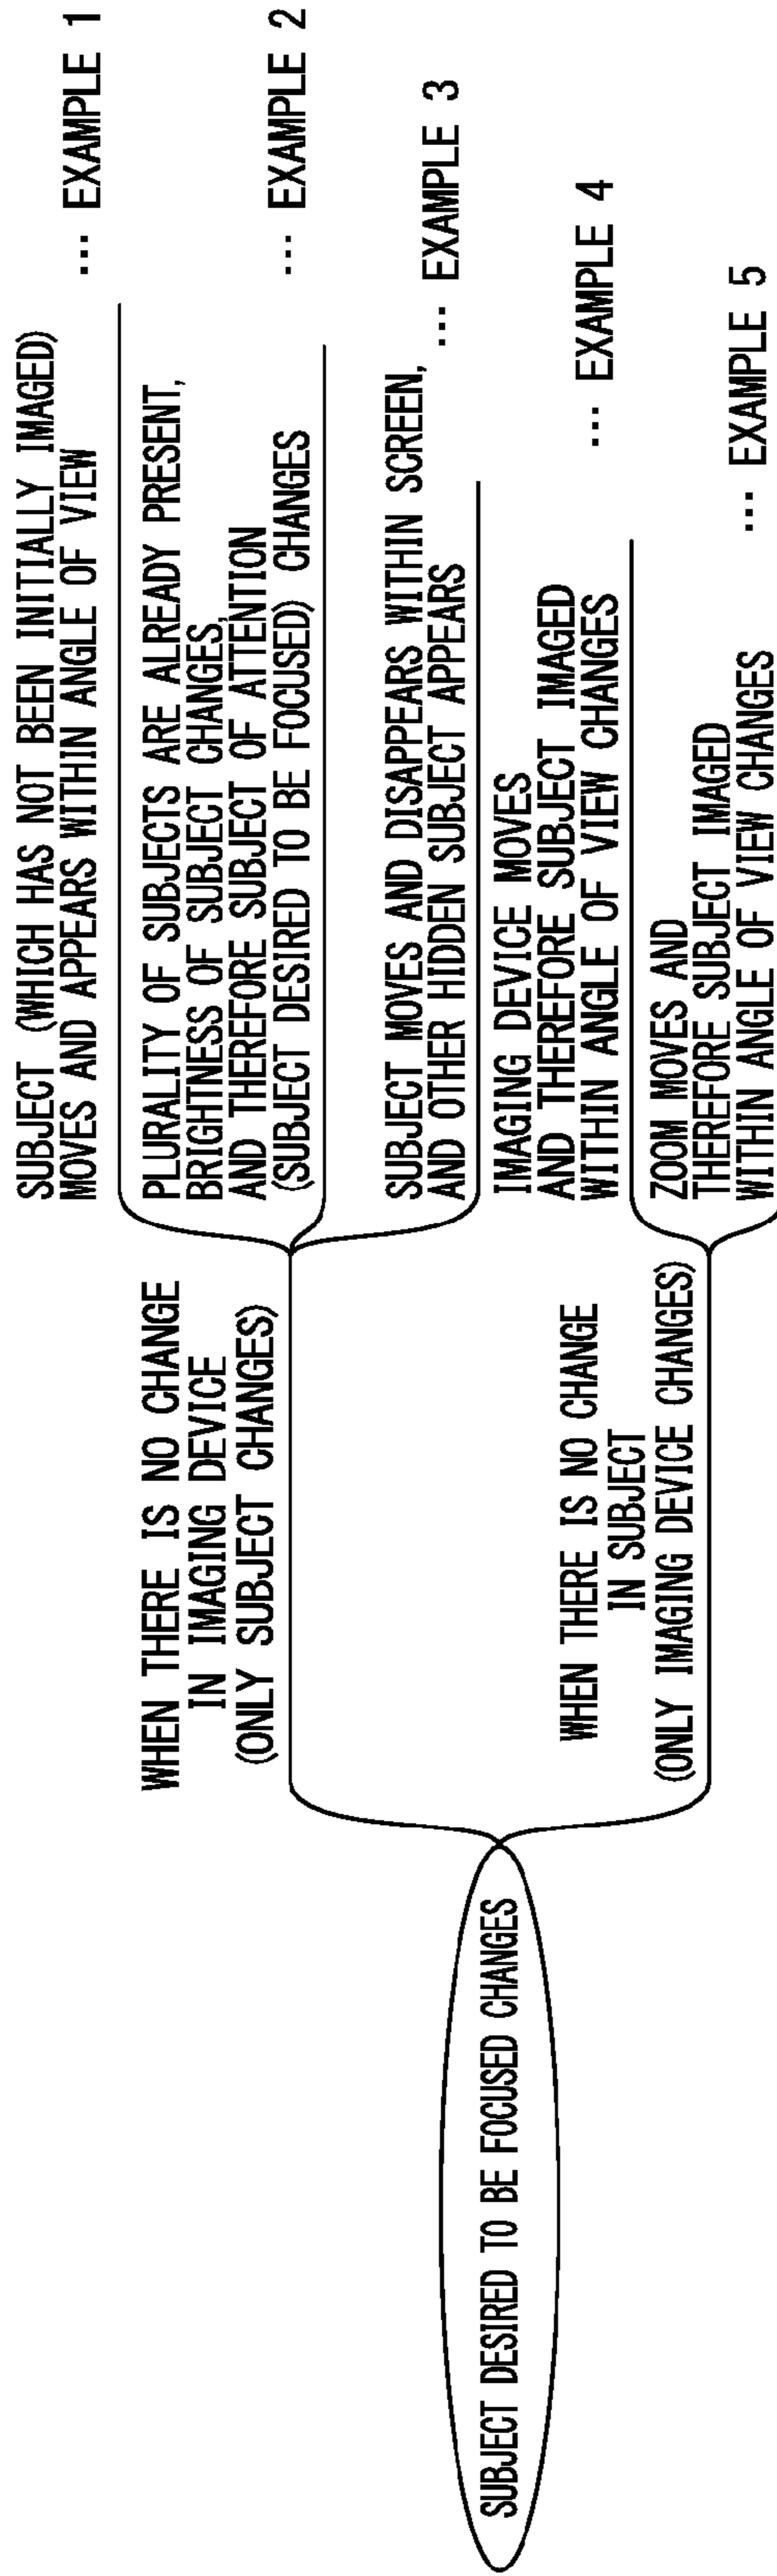 SUBJECT DESIRED TO BE FOCUSED CHANGES
WHEN THERE IS NO CHANGE
IN IMAGING DEVICE
(ONLY SUBJECT CHANGES)
SUBJECT (WHICH HAS NOT BEEN INITIALLY IMAGED)
MOVES AND APPEARS WITHIN ANGLE OF VIEW
... EXAMPLE 1
PLURALITY OF SUBJECTS ARE ALREADY PRESENT,
BRIGHTNESS OF SUBJECT CHANGES,
AND THEREFORE SUBJECT OF ATTENTION
(SUBJECT DESIRED TO BE FOCUSED) CHANGES
... EXAMPLE 2
SUBJECT MOVES AND DISAPPEARS WITHIN SCREEN,
AND OTHER HIDDEN SUBJECT APPEARS
... EXAMPLE 3
WHEN THERE IS NO CHANGE
IN SUBJECT
(ONLY IMAGING DEVICE CHANGES)
IMAGING DEVICE MOVES
AND THEREFORE SUBJECT IMAGED
WITHIN ANGLE OF VIEW CHANGES
... EXAMPLE 4
ZOOM MOVES AND
THEREFORE SUBJECT IMAGED
WITHIN ANGLE OF VIEW CHANGES
... EXAMPLE 5